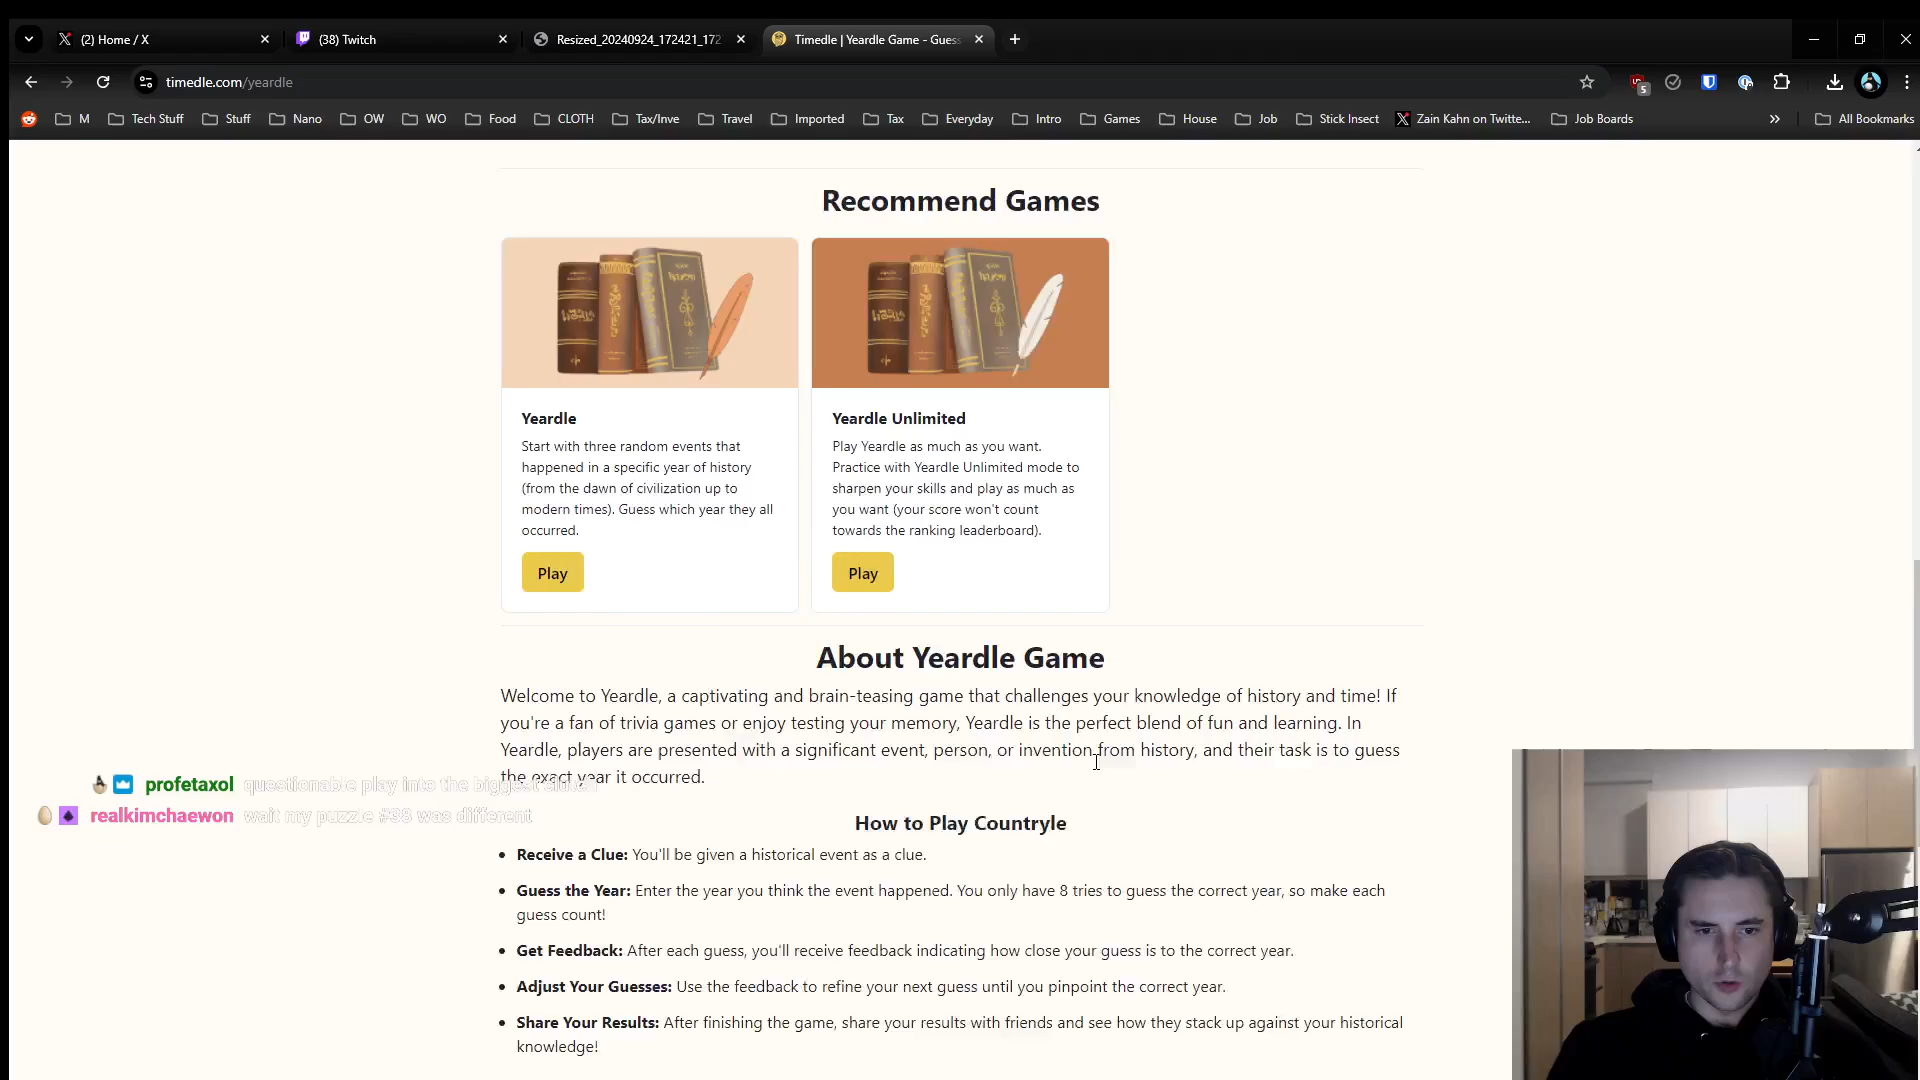 (2) Home / X
(38) Twitch
Resized_20240924_172421_172
Timedle | Yeardle Game - Gues
timedle.com/yeardle
5
M
Tech Stuff
Stuff
Nano
OW
WO
Food
CLOTH
Tax/Inve
Travel
Imported
Tax
Everyday
Intro
Games
House
Job
Stick Insect
Zain Kahn on Twitte...
Job Boards
All Bookmarks
Recommend Games
Yeardle
Start with three random events that
happened in a specific year of history
(from the dawn of civilization up to
modern times). Guess which year they all
occurred.
Play
Yeardle Unlimited
Play Yeardle as much as you want.
Practice with Yeardle Unlimited mode to
sharpen your skills and play as much as
you want (your score won't count
towards the ranking leaderboard).
Play
About Yeardle Game
Welcome to Yeardle, a captivating and brain-teasing game that challenges your knowledge of history and time! If
you're a fan of trivia games or enjoy testing your memory, Yeardle is the perfect blend of fun and learning. In
Yeardle, players are presented with a significant event, person, or invention from history, and their task is to guess
the exact year it occurred.
profetaxol questionable play into the biggest clutch
realkimchaewon wait my puzzle #98 was different
How to Play Countryle
Receive a Clue: You'll be given a historical event as a clue.
Guess the Year: Enter the year you think the event happened. You only have 8 tries to guess the correct year, so make each
guess count!
Get Feedback: After each guess, you'll receive feedback indicating how close your guess is to the correct year.
Adjust Your Guesses: Use the feedback to refine your next guess until you pinpoint the correct year.
Share Your Results: After finishing the game, share your results with friends and see how they stack up against your historical
knowledge!